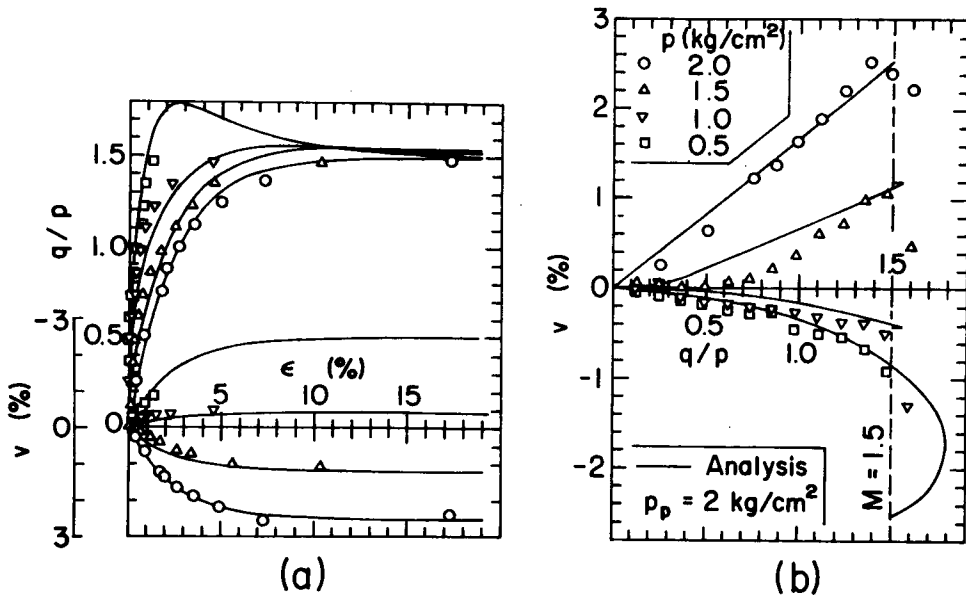 1.5
1.0
0.5
q/p
-3
0
3
v (%)
0
ϵ (%)
5
10
15
(a)
3
2
1
0
-1
-2
v (%)
p (kg/cm²)
○ 2.0
△ 1.5
▽ 1.0
□ 0.5
0.5
1.0
1.5
q/p
M = 1.5
— Analysis
pₚ = 2 kg/cm²
(b)